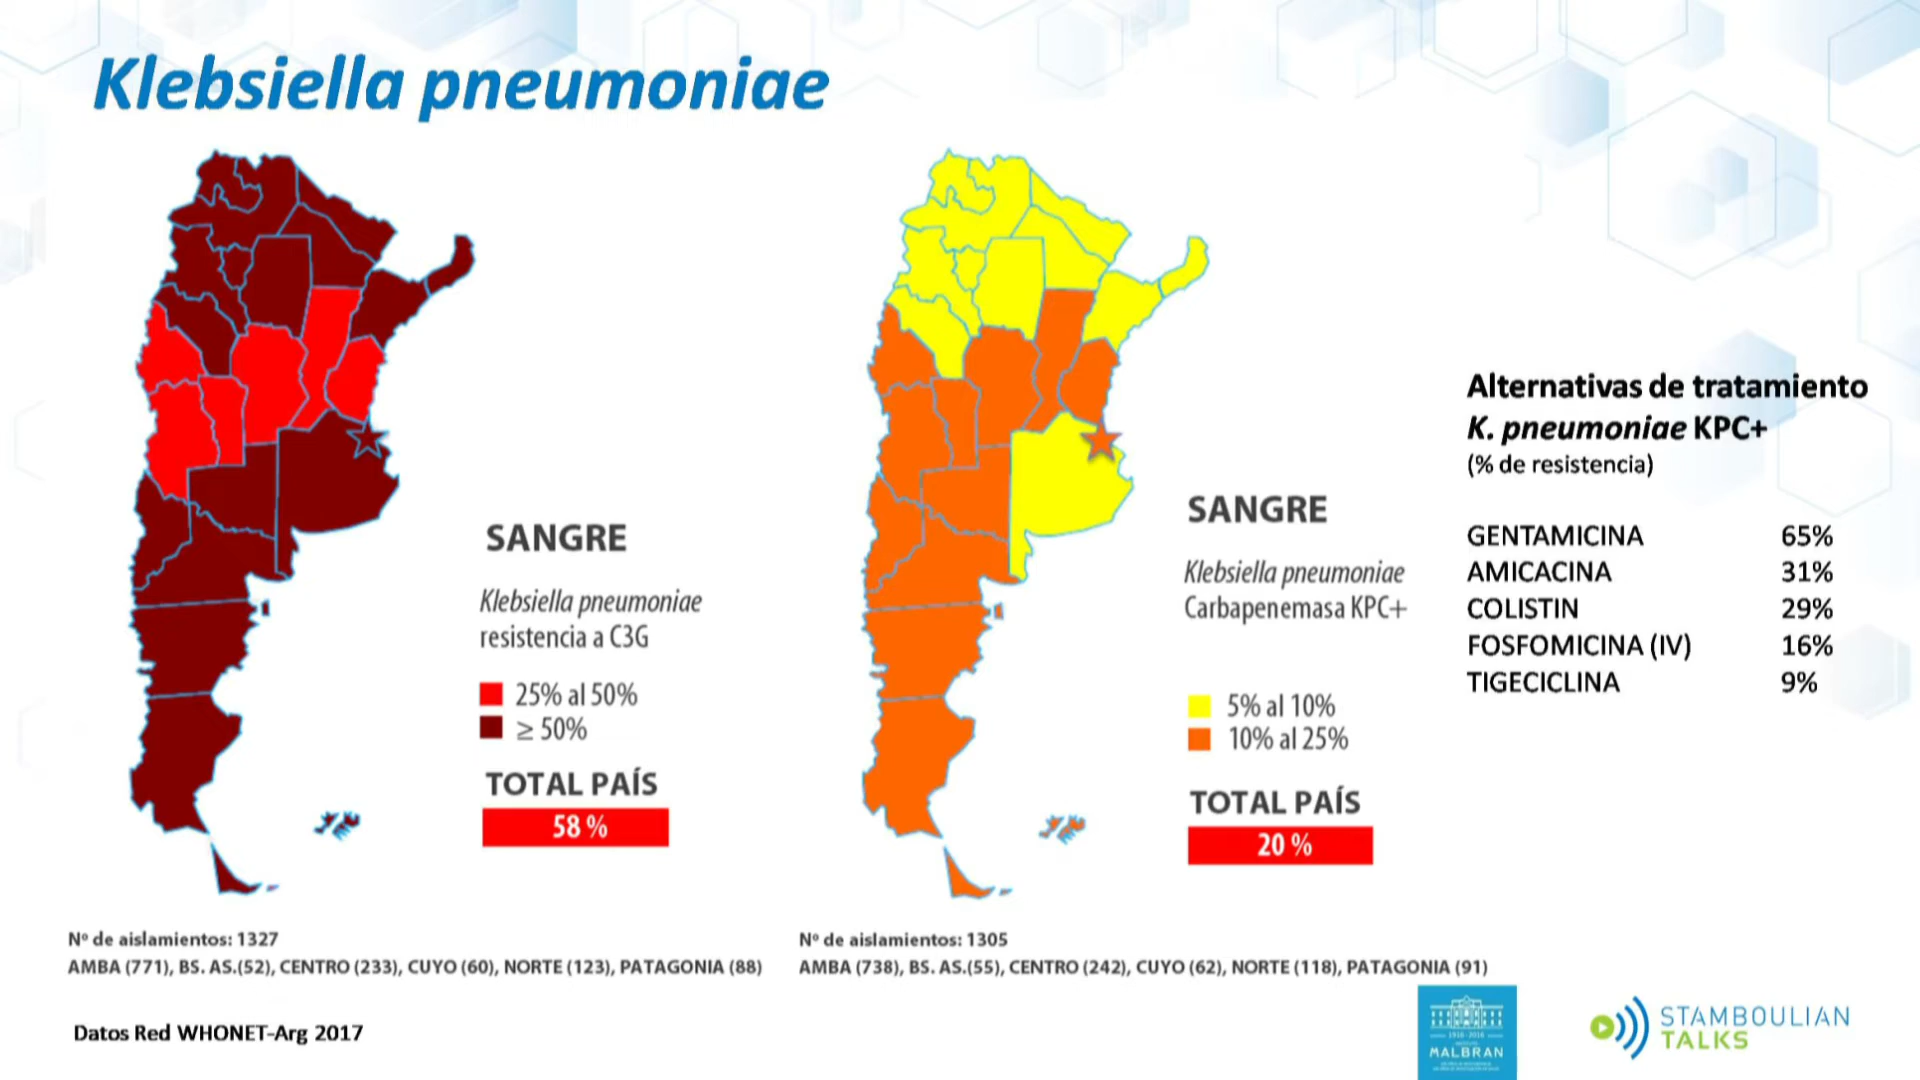 Klebsiella pneumoniae
SANGRE
Klebsiella pneumoniae
resistencia a C3G
25% al 50%
≥ 50%
TOTAL PAÍS
58 %
Nº de aislamientos: 1327
AMBA (771), BS. AS.(52), CENTRO (233), CUYO (60), NORTE (123), PATAGONIA (88)
SANGRE
Klebsiella pneumoniae
Carbapenemasa KPC+
5% al 10%
10% al 25%
TOTAL PAÍS
20 %
Nº de aislamientos: 1305
AMBA (738), BS. AS.(55), CENTRO (242), CUYO (62), NORTE (118), PATAGONIA (91)
Alternativas de tratamiento
K. pneumoniae KPC+
(% de resistencia)
GENTAMICINA 65%
AMICACINA 31%
COLISTIN 29%
FOSFOMICINA (IV) 16%
TIGECICLINA 9%
Datos Red WHONET-Arg 2017
1916 - 2016
INSTITUTO
MALBRAN
STAMBOULIAN
TALKS